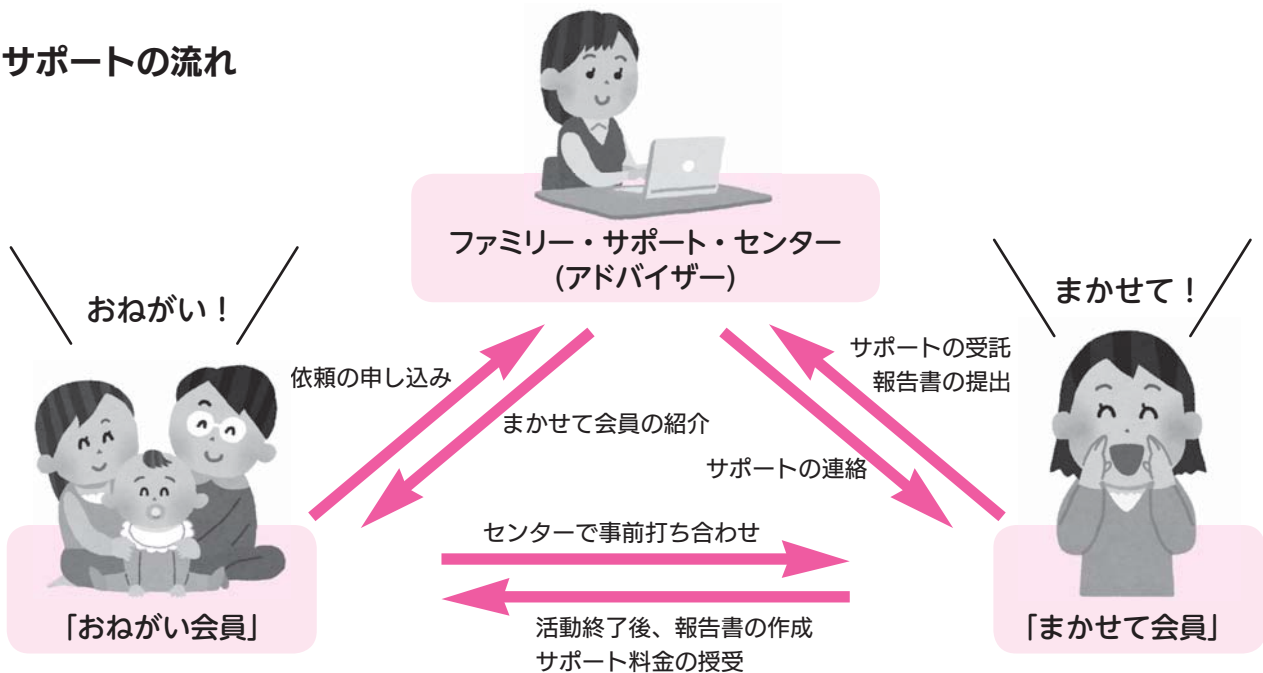 サポートの流れ
ファミリー・サポート・センター
(アドバイザー)
おねがい！
まかせて！
依頼の申し込み
サポートの受託
報告書の提出
まかせて会員の紹介
サポートの連絡
センターで事前打ち合わせ
活動終了後、報告書の作成
サポート料金の授受
「おねがい会員」
「まかせて会員」